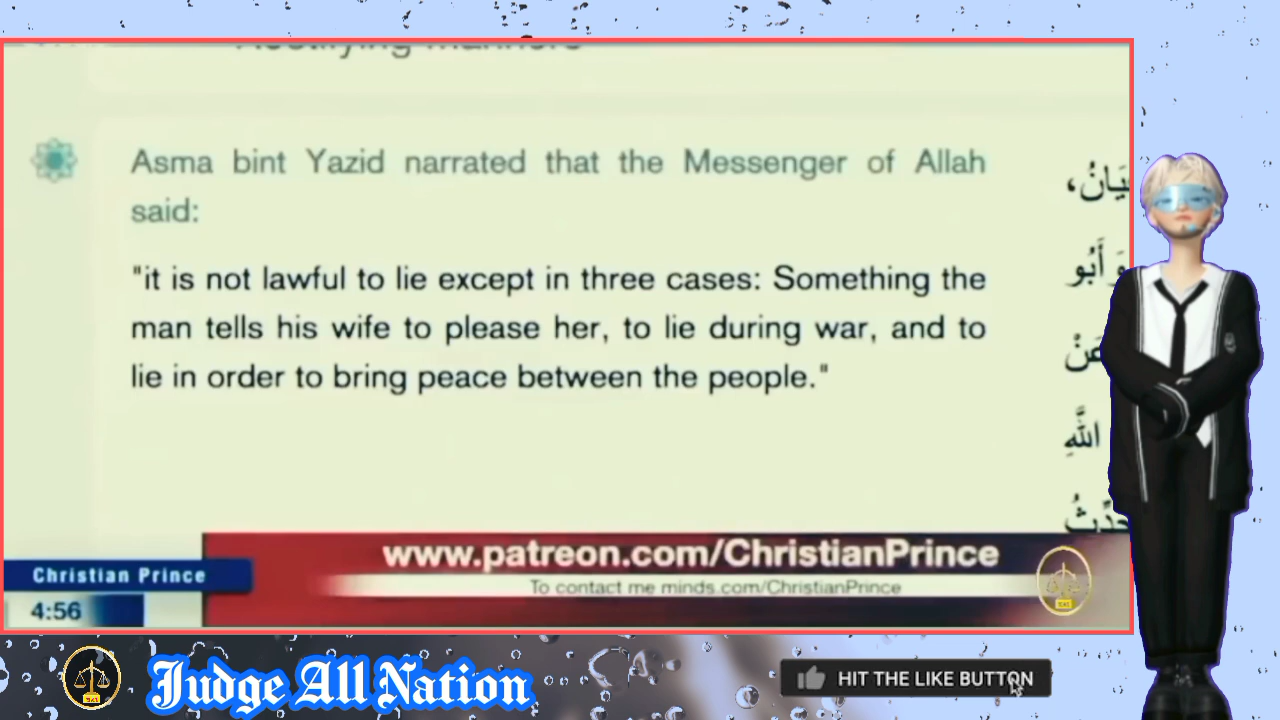 Rectifying manners
Asma bint Yazid narrated that the Messenger of Allah
said:
"it is not lawful to lie except in three cases: Something the
man tells his wife to please her, to lie during war, and to
lie in order to bring peace between the people."
وَ أَبُو
عَنْ
اللَّهِ
www.patreon.com/ChristianPrince
To contact me minds.com/ChristianPrince
Christian Prince
4:56
Judge All Nation
HIT THE LIKE BUTTON